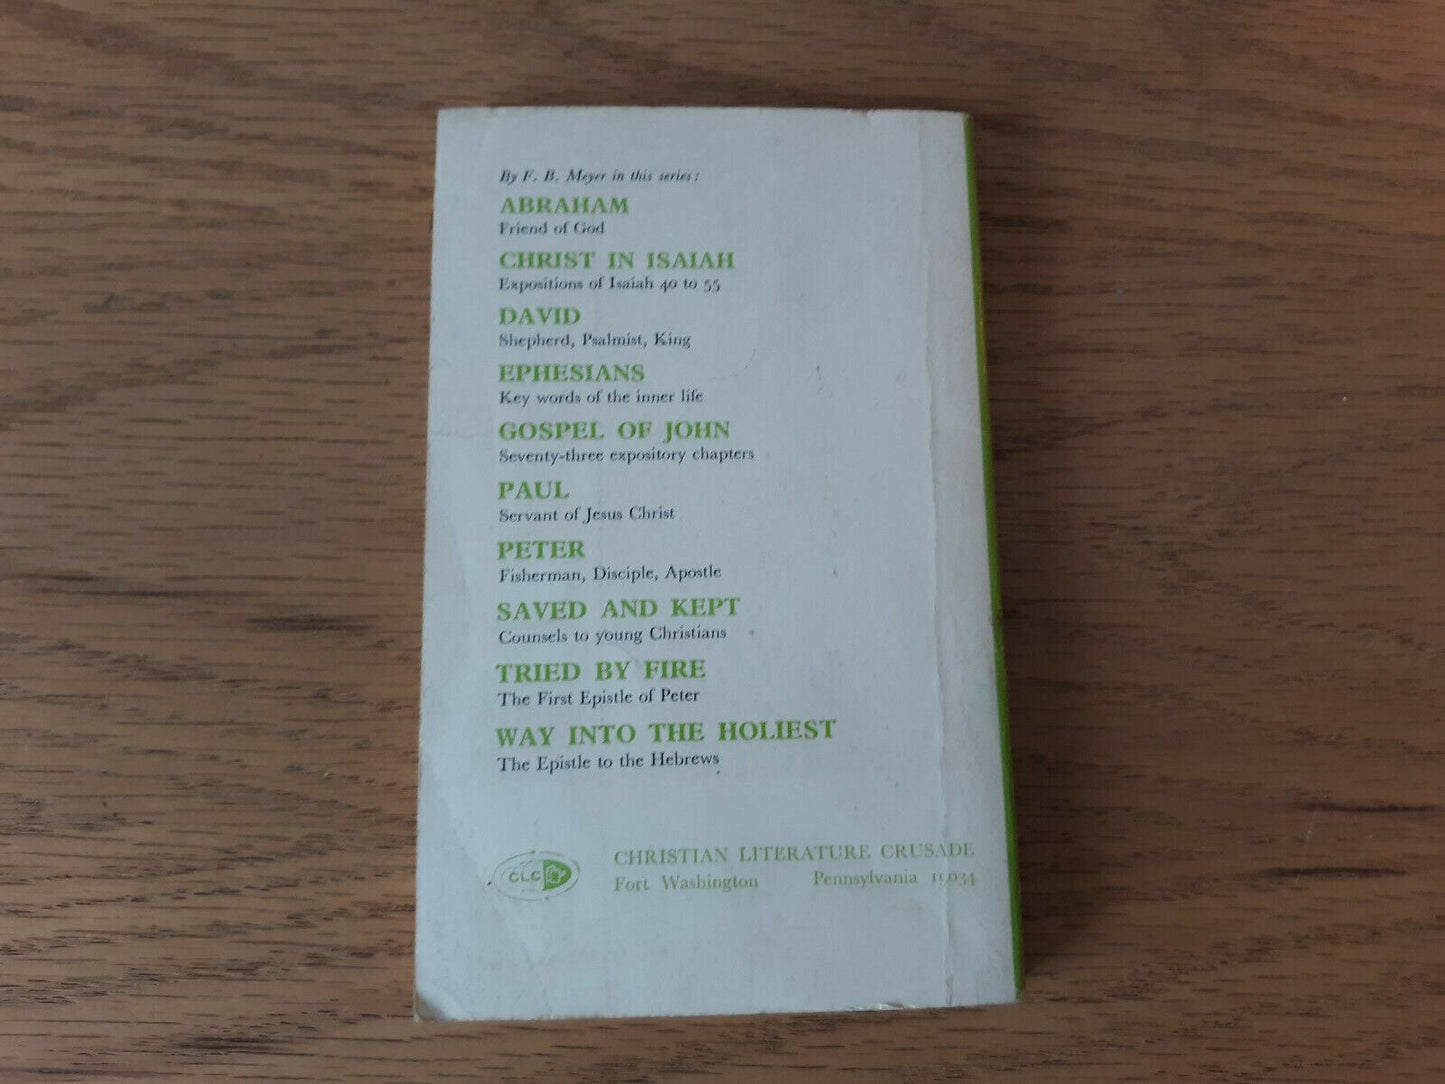 By F. B. Meyer in this series:
ABRAHAM
Friend of God
CHRIST IN ISAIAH
Expositions of Isaiah 40 to 55
DAVID
Shepherd, Psalmist, King
EPHESIANS
Key words of the inner life
GOSPEL OF JOHN
Seventy-three expository chapters
PAUL
Servant of Jesus Christ
PETER
Fisherman, Disciple, Apostle
SAVED AND KEPT
Counsels to young Christians
TRIED BY FIRE
The First Epistle of Peter
WAY INTO THE HOLIEST
The Epistle to the Hebrews
CLC
CHRISTIAN LITERATURE CRUSADE
Fort Washington Pennsylvania 19034